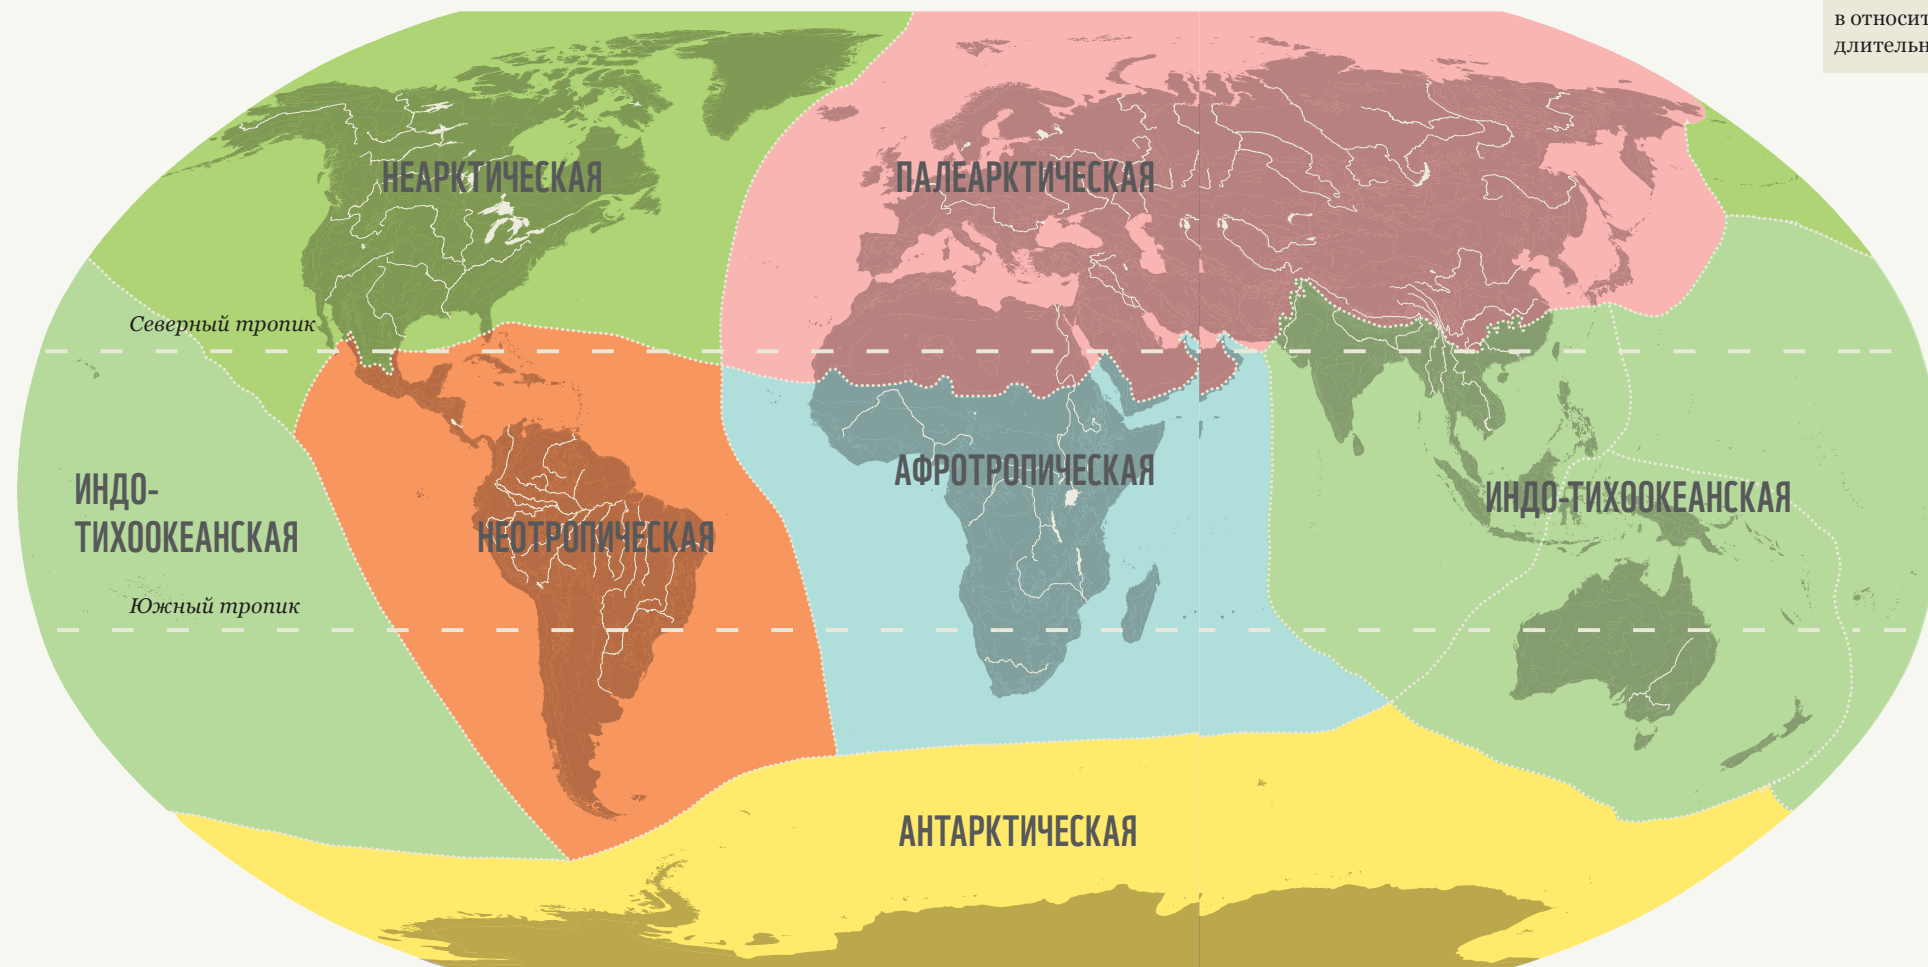 в относит
длительн
НЕАРКТИЧЕСКАЯ
ПАЛЕАРКТИЧЕСКАЯ
Северный тропик
АФРОТРОПИЧЕСКАЯ
ИНДО-
ТИХООКЕАНСКАЯ
НЕОТРОПИЧЕСКАЯ
ИНДО-ТИХООКЕАНСКАЯ
Южный тропик
АНТАРКТИЧЕСКАЯ